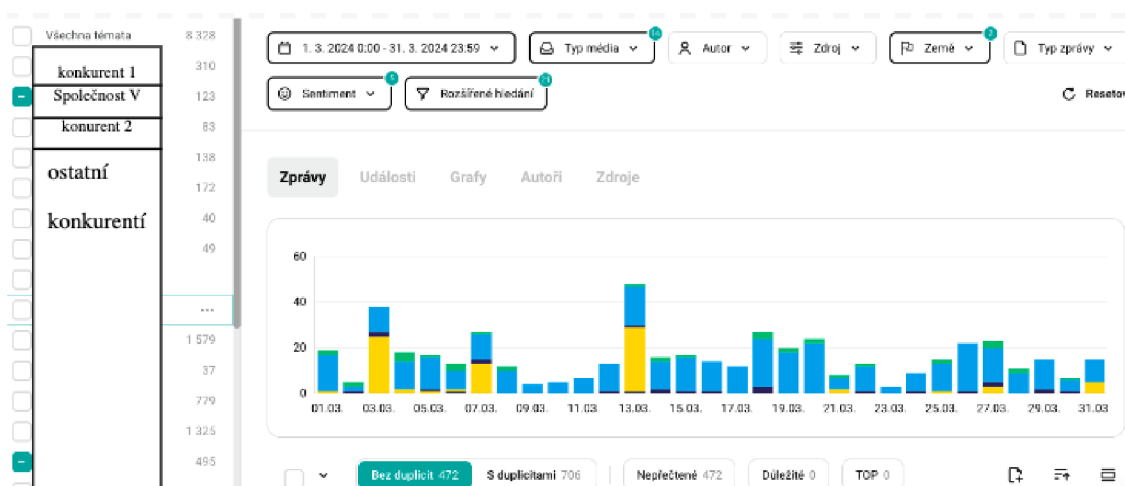 Všechna témata 8 328
konkurent 1 310
Společnost V 123
konurent 2 83
138
ostatní
172
konkurentí 40
49
...
1 579
37
779
1 325
495
1. 3. 2024 0:00 - 31. 3. 2024 23:59
Typ média 14
Autor
Zdroj
Země 2
Typ zprávy
Sentiment 5
Rozšířené hledání 21
Resetov
Zprávy Události Grafy Autoři Zdroje
60
40
20
0
01.03. 03.03. 05.03. 07.03. 09.03. 11.03. 13.03. 15.03. 17.03. 19.03. 21.03. 23.03. 25.03. 27.03. 29.03. 31.03
Bez duplicit 472 S duplicitami 706 Nepřečtené 472 Důležité 0 TOP 0